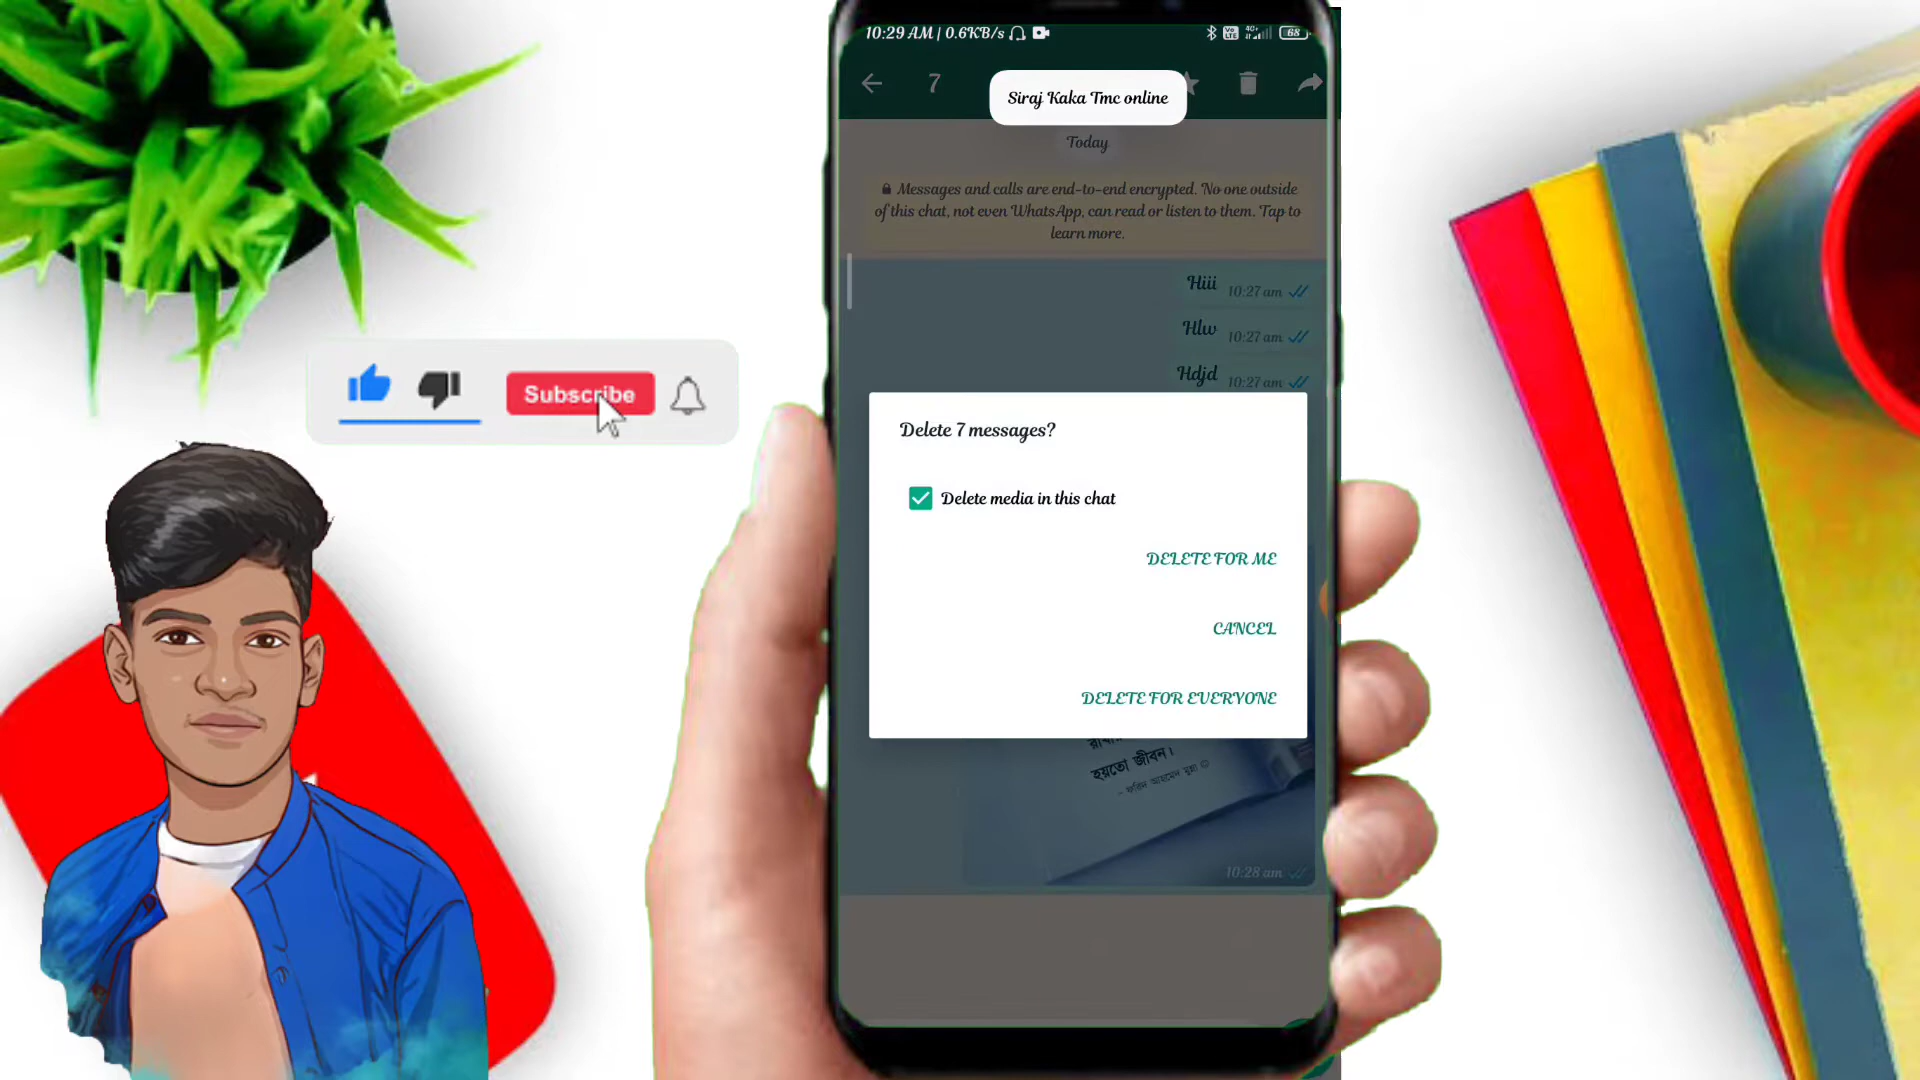 10:29 AM | 0.6KB/s
68
7
Siraj Kaka Tmc online
Today
Messages and calls are end-to-end encrypted. No one outside
of this chat, not even WhatsApp, can read or listen to them. Tap to
learn more.
Hiii 10:27 am
Hlw 10:27 am
Hdjd 10:27 am
Subscribe
Delete 7 messages?
Delete media in this chat
DELETE FOR ME
CANCEL
DELETE FOR EVERYONE
হয়তো জীবন।
10:28 am